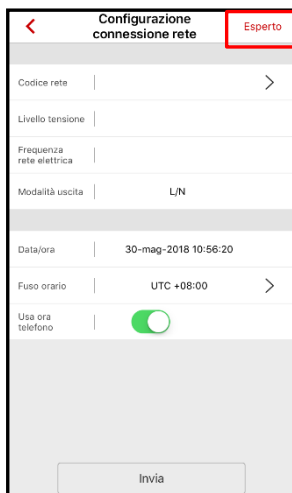 Configurazione
connessione rete
Esperto
Codice rete
Livello tensione
Frequenza
rete elettrica
Modalità uscita L/N
Data/ora 30-mag-2018 10:56:20
Fuso orario UTC +08:00
Usa ora
telefono
Invia